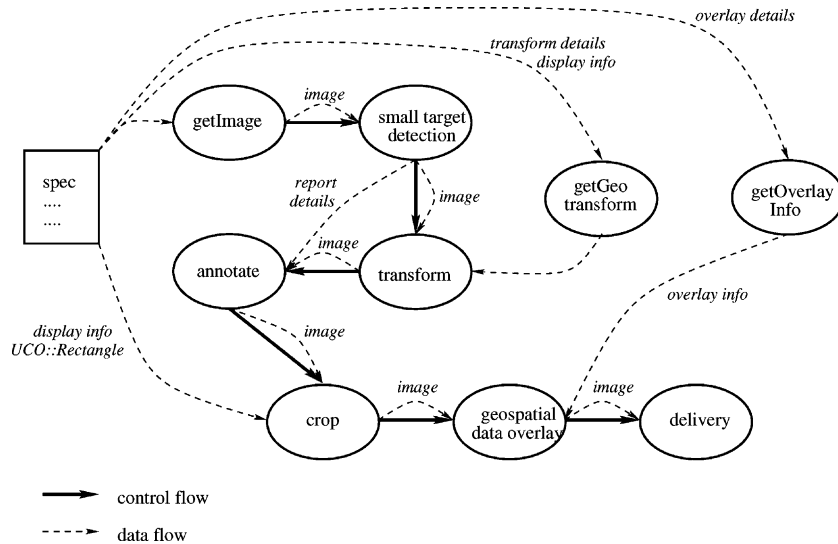 overlay details
transform details
display info
image
getImage
small target
detection
spec
....
....
report
details
image
getGeo
transform
getOverlay
Info
image
annotate
transform
overlay info
image
display info
UCO::Rectangle
image
image
crop
geospatial
data overlay
delivery
control flow
data flow